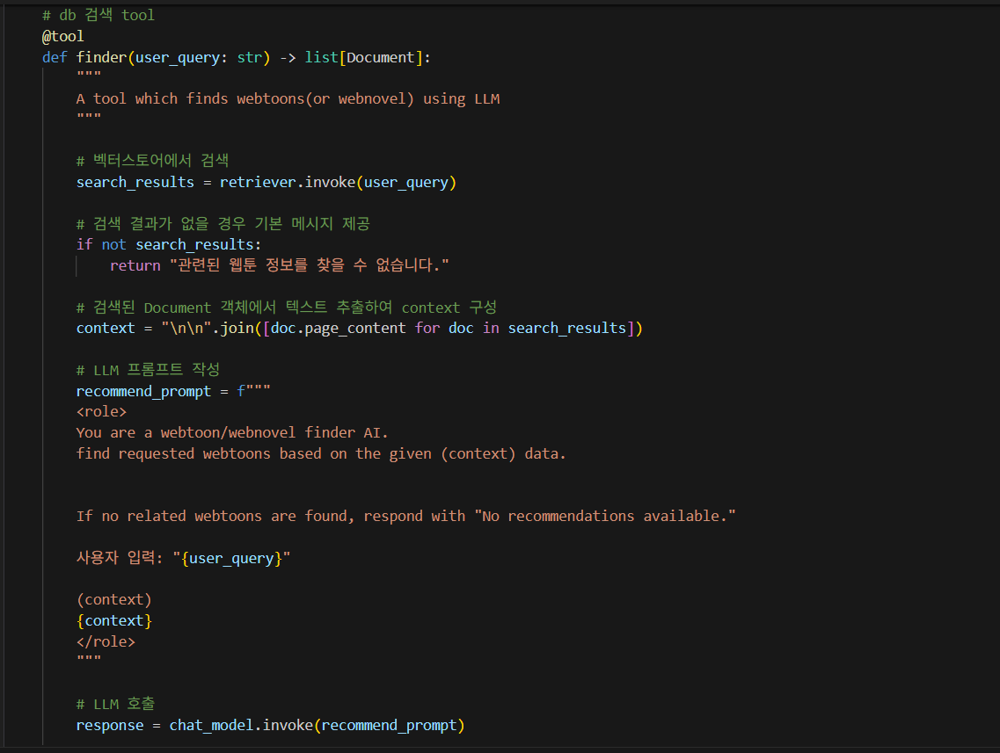 # db 검색 tool
@tool
def finder(user_query: str) -> list[Document]:
"""
A tool which finds webtoons(or webnovel) using LLM
"""
# 벡터스토어에서 검색
search_results = retriever.invoke(user_query)
# 검색 결과가 없을 경우 기본 메시지 제공
if not search_results:
return "관련된 웹툰 정보를 찾을 수 없습니다."
# 검색된 Document 객체에서 텍스트 추출하여 context 구성
context = "\n\n".join([doc.page_content for doc in search_results])
# LLM 프롬프트 작성
recommend_prompt = f"""
<role>
You are a webtoon/webnovel finder AI.
find requested webtoons based on the given (context) data.
If no related webtoons are found, respond with "No recommendations available."
사용자 입력: "{user_query}"
(context)
{context}
</role>
"""
# LLM 호출
response = chat_model.invoke(recommend_prompt)